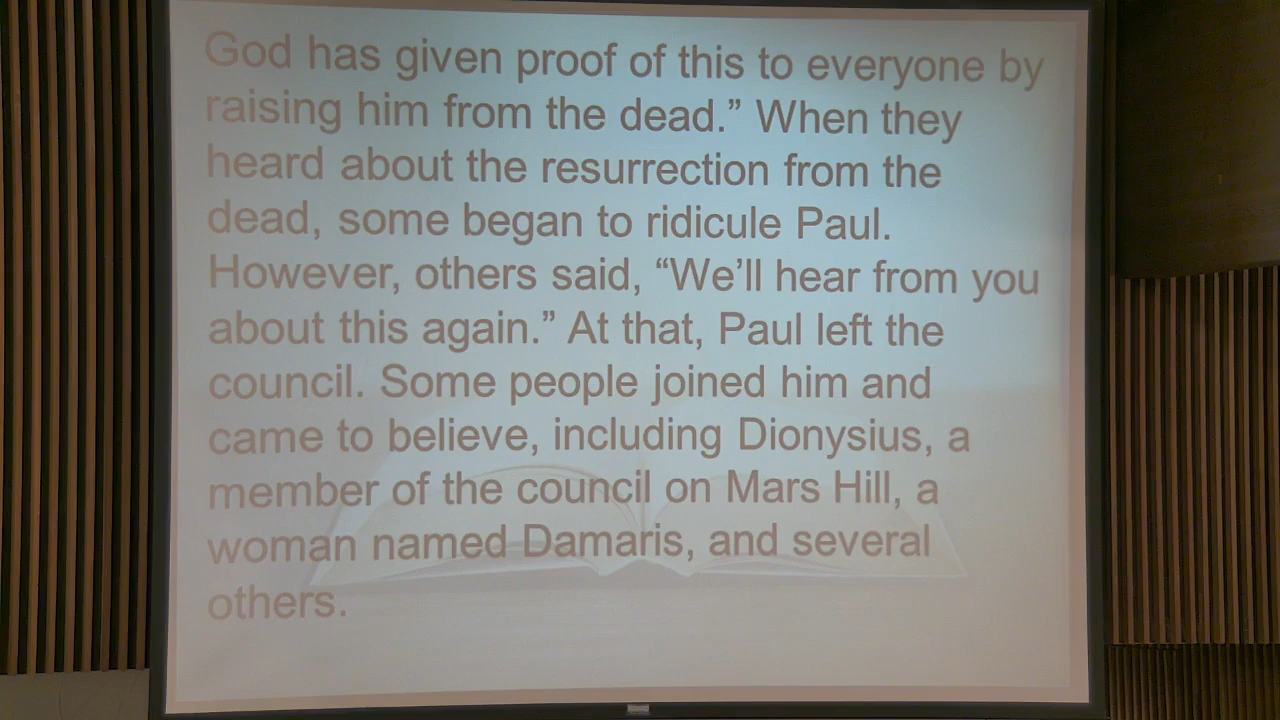 God has given proof of this to everyone by
raising him from the dead.” When they
heard about the resurrection from the
dead, some began to ridicule Paul.
However, others said, “We’ll hear from you
about this again.” At that, Paul left the
council. Some people joined him and
came to believe, including Dionysius, a
member of the council on Mars Hill, a
woman named Damaris, and several
others.